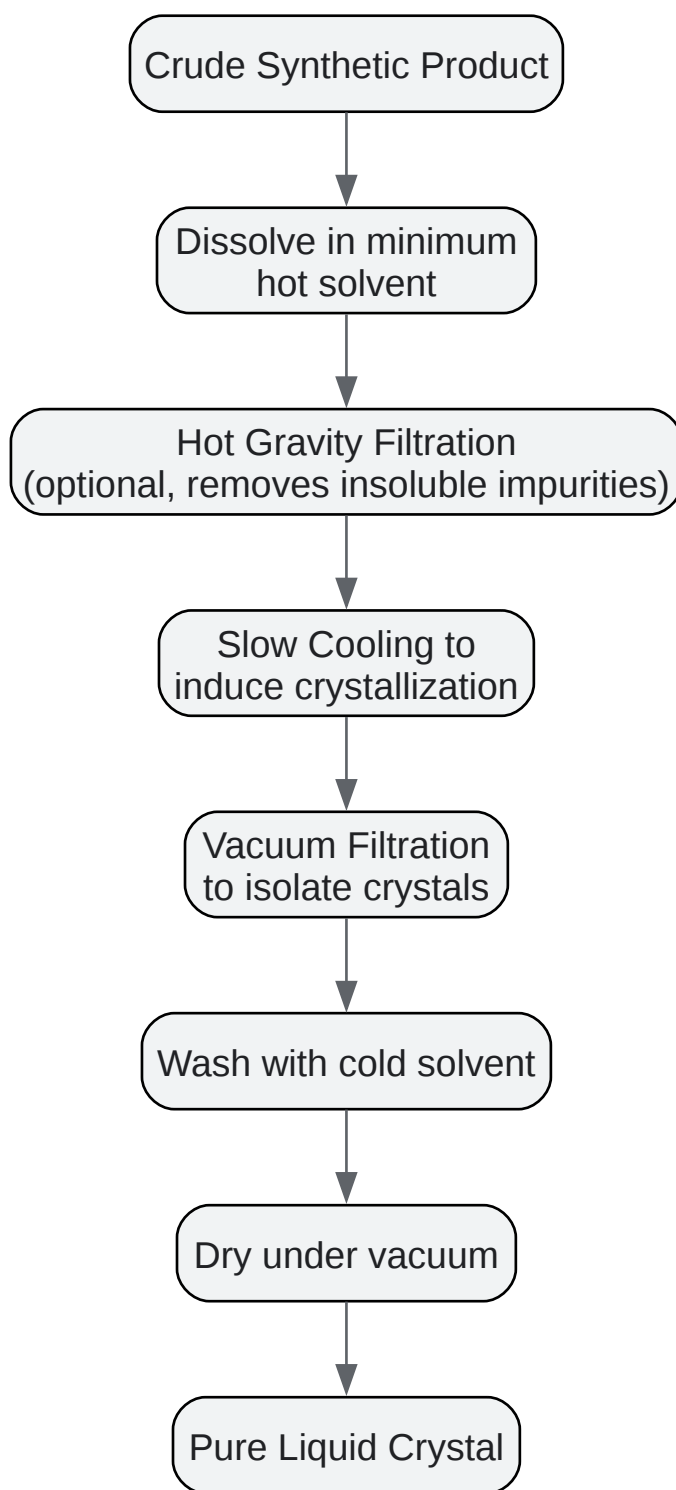 Crude Synthetic Product
Dissolve in minimum
hot solvent
Hot Gravity Filtration
(optional, removes insoluble impurities)
Slow Cooling to
induce crystallization
Vacuum Filtration
to isolate crystals
Wash with cold solvent
Dry under vacuum
Pure Liquid Crystal